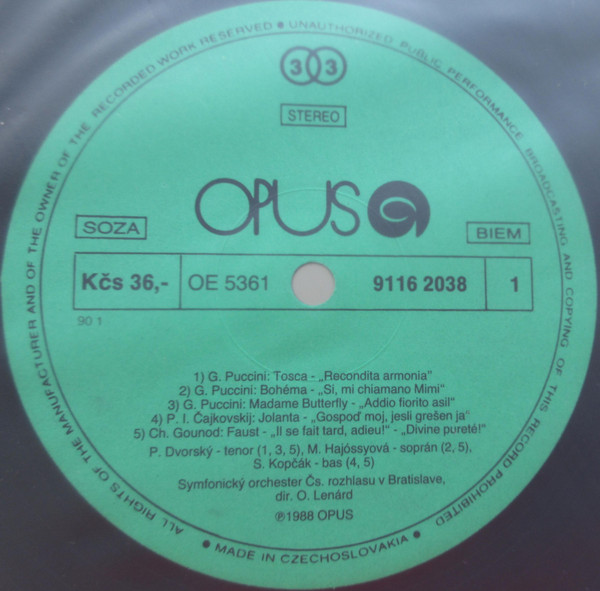 ALL RIGHTS OF THE MANUFACTURER AND OF THE OWNER OF THE RECORDED WORK RESERVED ● UNAUTHORIZED PUBLIC PERFORMANCE BROADCASTING AND COPYING OF THIS RECORD PROHIBITED
33
STEREO
OPUS
SOZA
BIEM
Kčs 36,- OE 5361 9116 2038 1
90 1
1) G. Puccini: Tosca - „Recondita armonia"
2) G. Puccini: Bohéma - „Si, mi chiamano Mimi"
3) G. Puccini: Madame Butterfly - „Addio fiorito asil"
4) P. I. Čajkovskij: Jolanta - „Gospoď moj, jesli grešen ja"
5) Ch. Gounod: Faust - „Il se fait tard, adieu!" - „Divine pureté!"
P. Dvorský - tenor (1, 3, 5), M. Hajóssyová - soprán (2, 5),
S. Kopčák - bas (4, 5)
Symfonický orchester Čs. rozhlasu v Bratislave,
dir. O. Lenárd
℗1988 OPUS
● MADE IN CZECHOSLOVAKIA ●